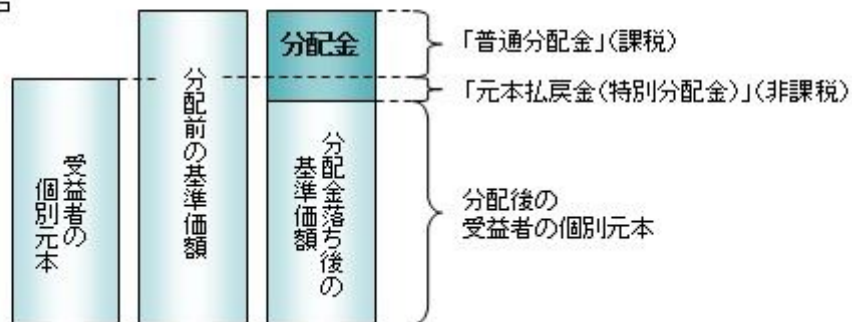 受益者の
個別元本
分配前の基準価額
分配金
分配金落ち後の
基準価額
「普通分配金」(課税)
「元本払戻金(特別分配金)」(非課税)
分配後の
受益者の個別元本